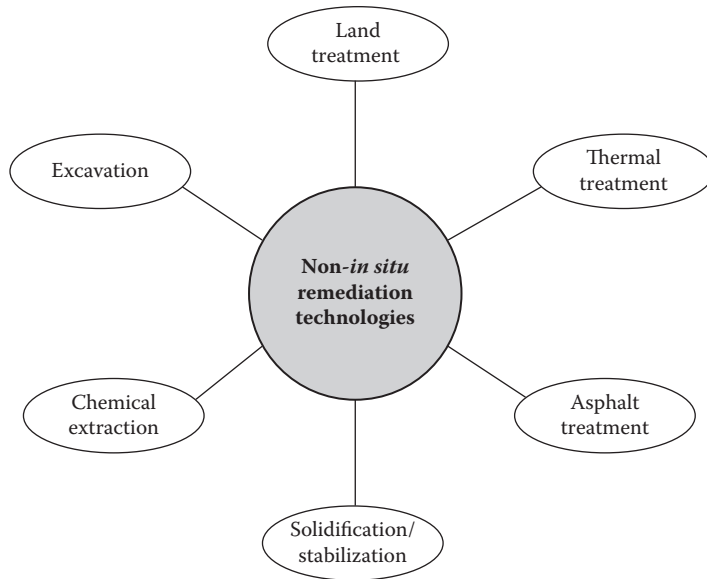 Land
treatment
Excavation
Thermal
treatment
Non-in situ
remediation
technologies
Chemical
extraction
Asphalt
treatment
Solidification/
stabilization